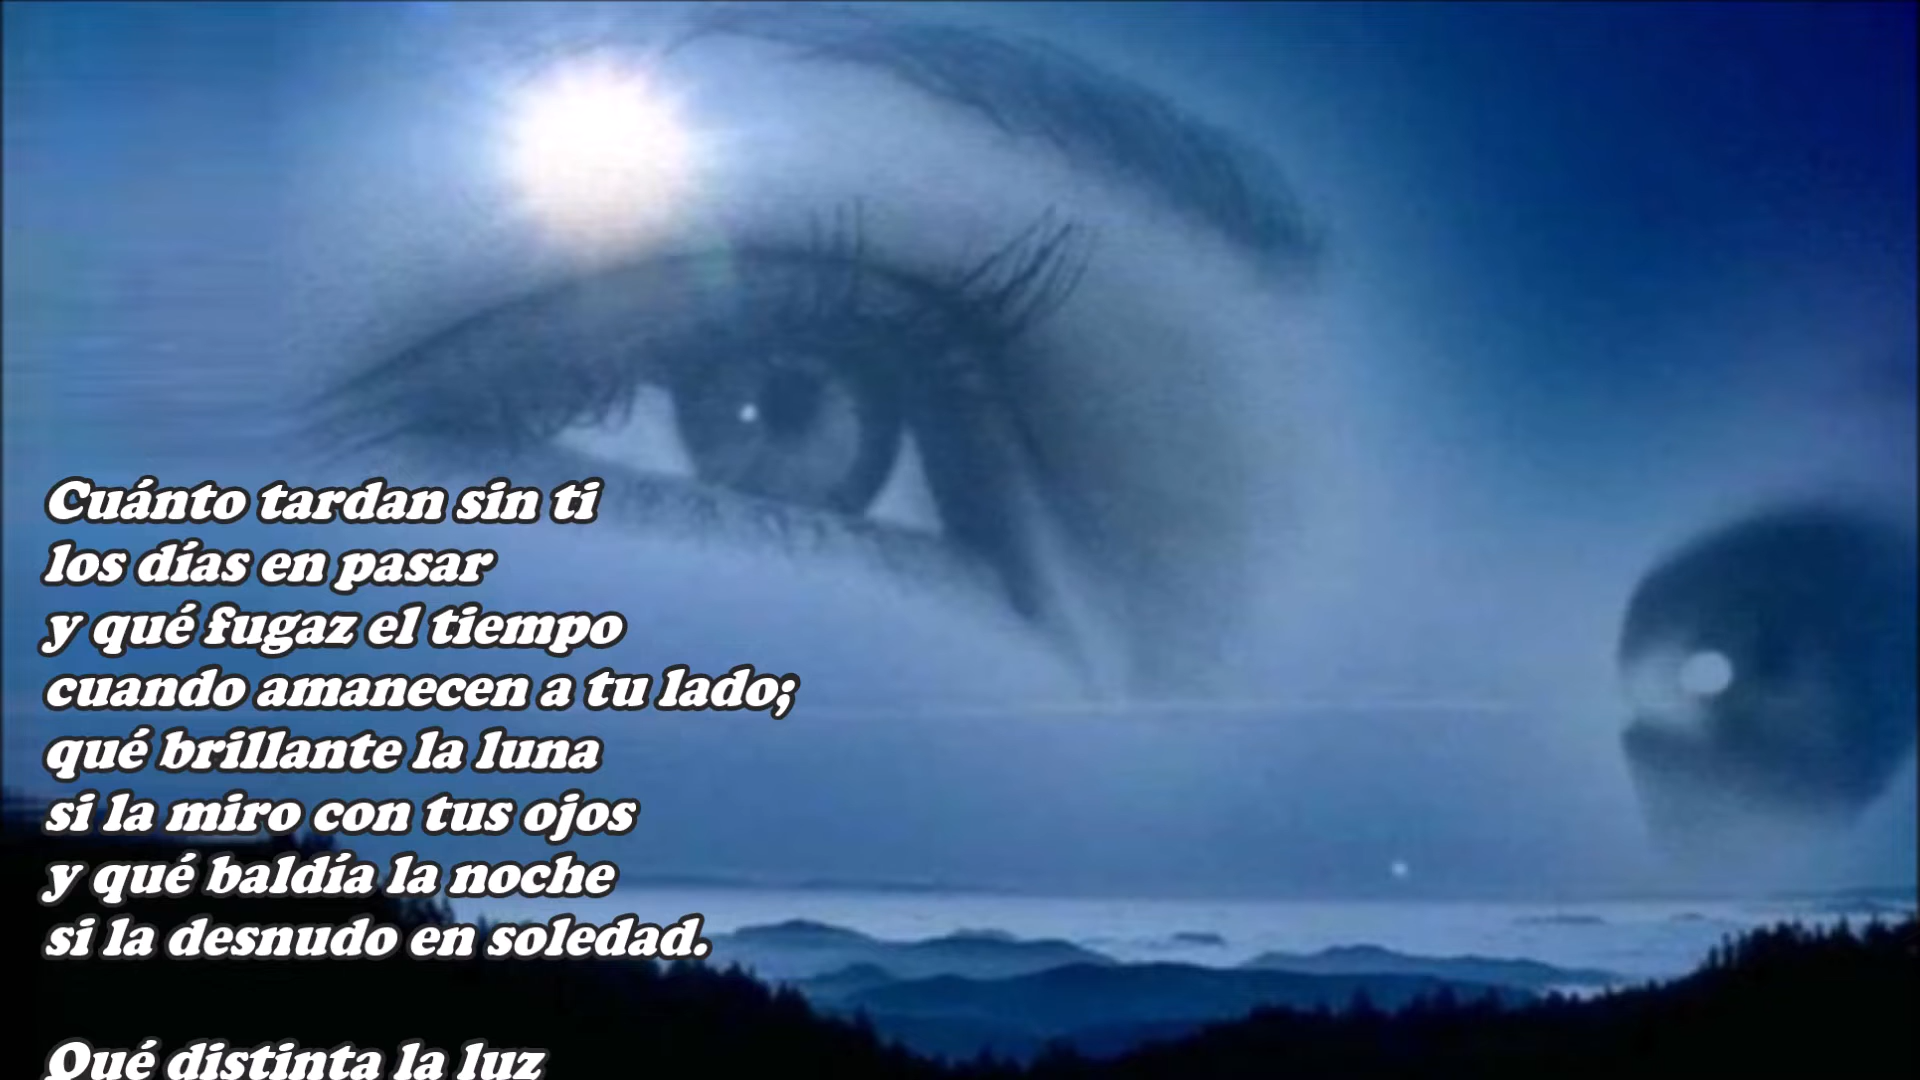 Cuánto tardan sin ti
los días en pasar
y qué fugaz el tiempo
cuando amanecen a tu lado;
qué brillante la luna
si la miro con tus ojos
y qué baldía la noche
si la desnudo en soledad.
Qué distinta la luz